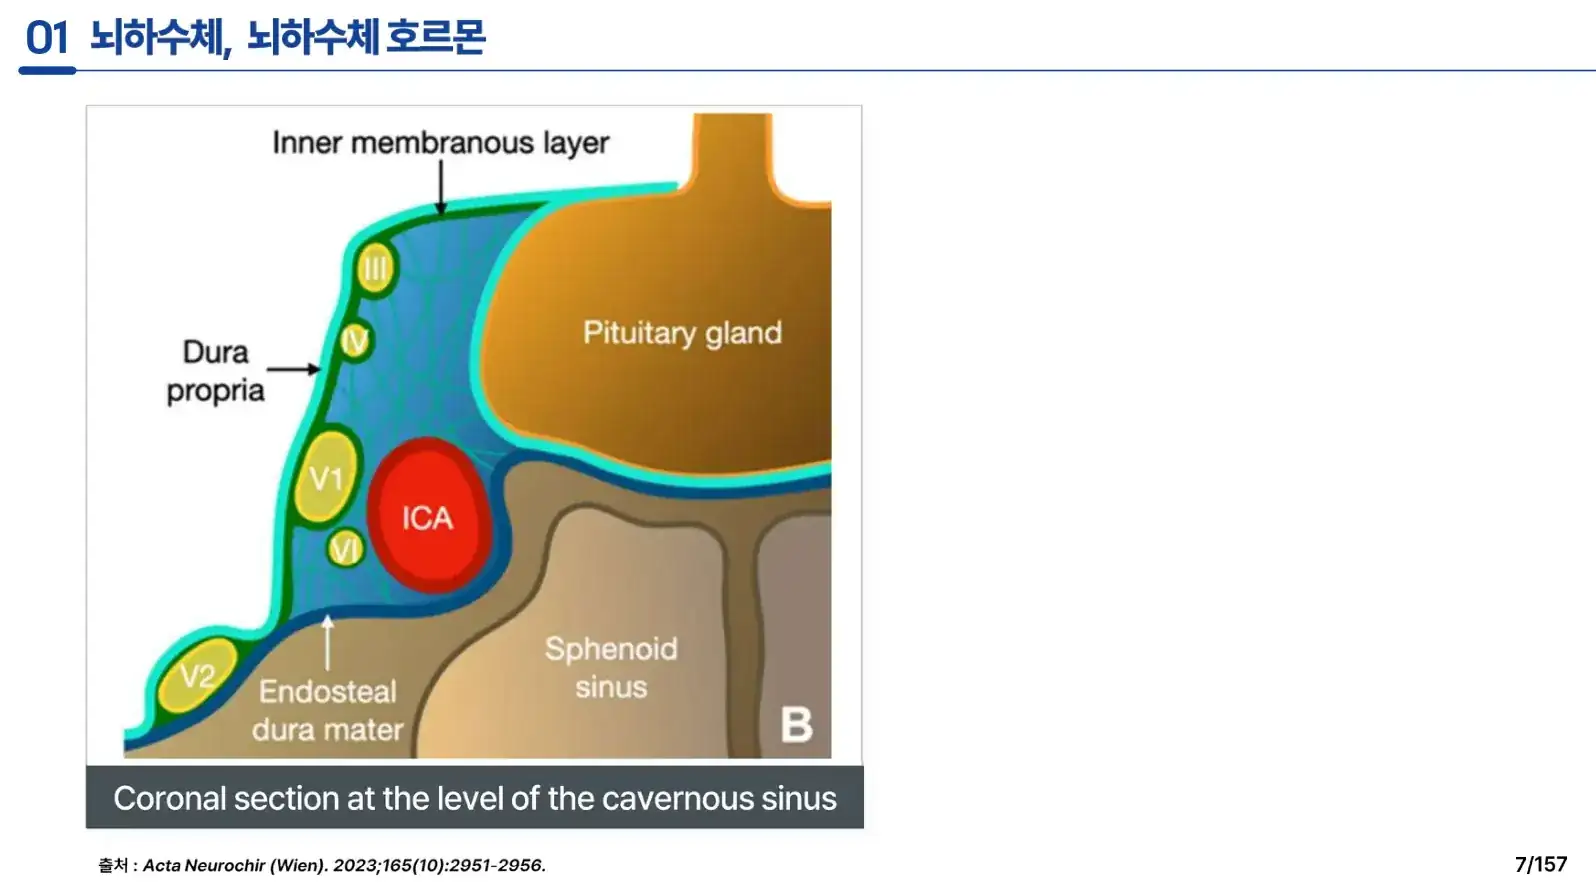 01 뇌하수체, 뇌하수체 호르몬
Inner membranous layer
III
IV
Dura
propria
Pituitary gland
V1
ICA
VI
V2
Endosteal
dura mater
Sphenoid
sinus
B
Coronal section at the level of the cavernous sinus
출처 : Acta Neurochir (Wien). 2023;165(10):2951-2956.
7/157